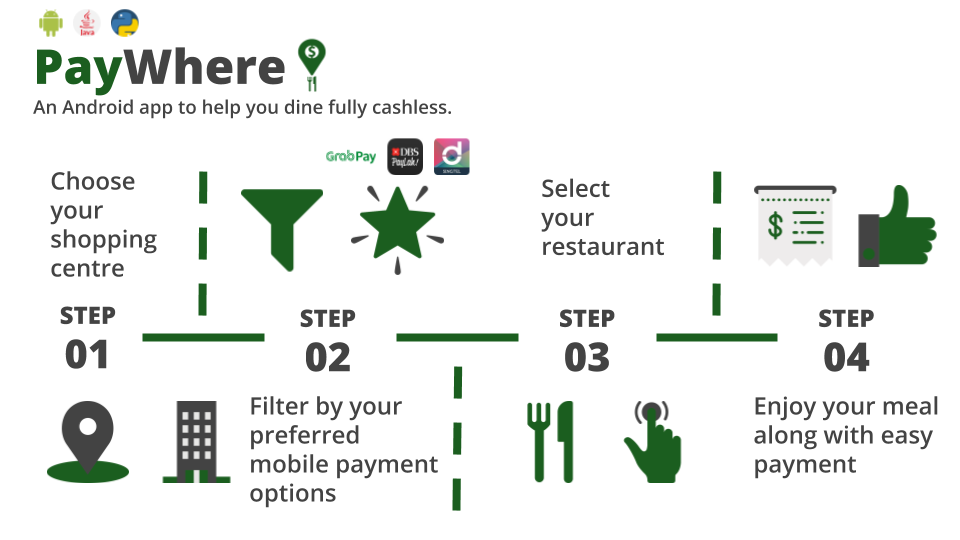 Java
PayWhere
An Android app to help you dine fully cashless.
GrabPay
DBS
PayLah!
SINGTEL
Choose
your
shopping
centre
STEP
01
STEP
02
Filter by your
preferred
mobile payment
options
Select
your
restaurant
STEP
03
STEP
04
Enjoy your meal
along with easy
payment